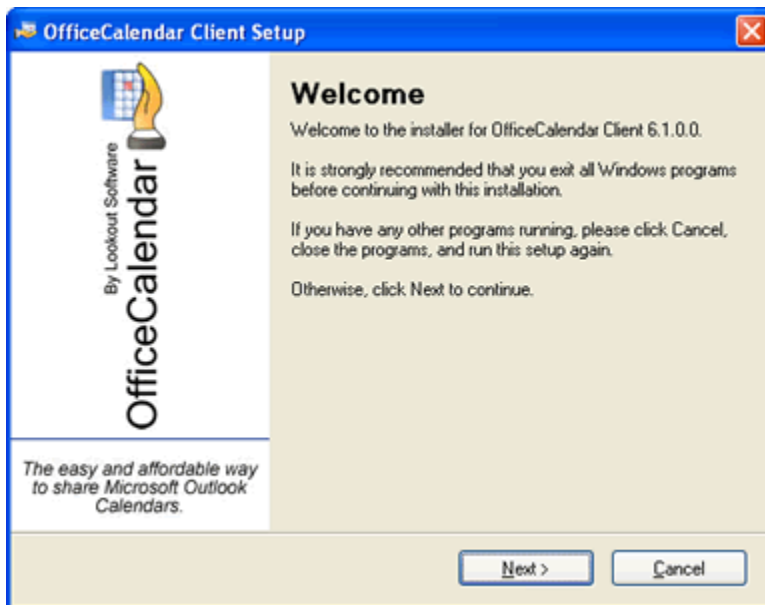 OfficeCalendar Client Setup
By Lookout Software
OfficeCalendar
The easy and affordable way
to share Microsoft Outlook
Calendars.
Welcome
Welcome to the installer for OfficeCalendar Client 6.1.0.0.
It is strongly recommended that you exit all Windows programs
before continuing with this installation.
If you have any other programs running, please click Cancel,
close the programs, and run this setup again.
Otherwise, click Next to continue.
Next >
Cancel